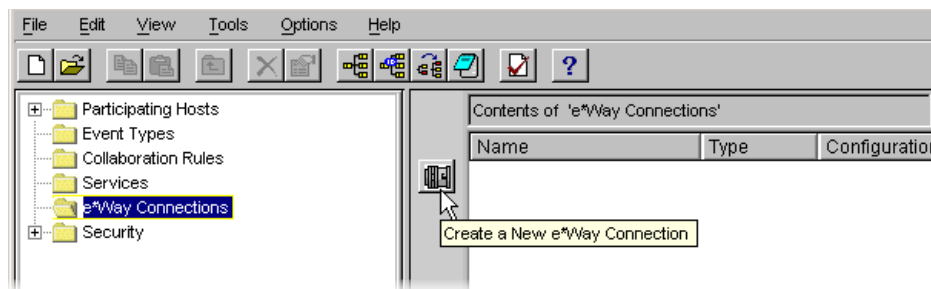 File Edit View Tools Options Help
?
Participating Hosts
Event Types
Collaboration Rules
Services
e*Way Connections
Security
Contents of 'e*Way Connections'
Name Type Configuratio
Create a New e*Way Connection